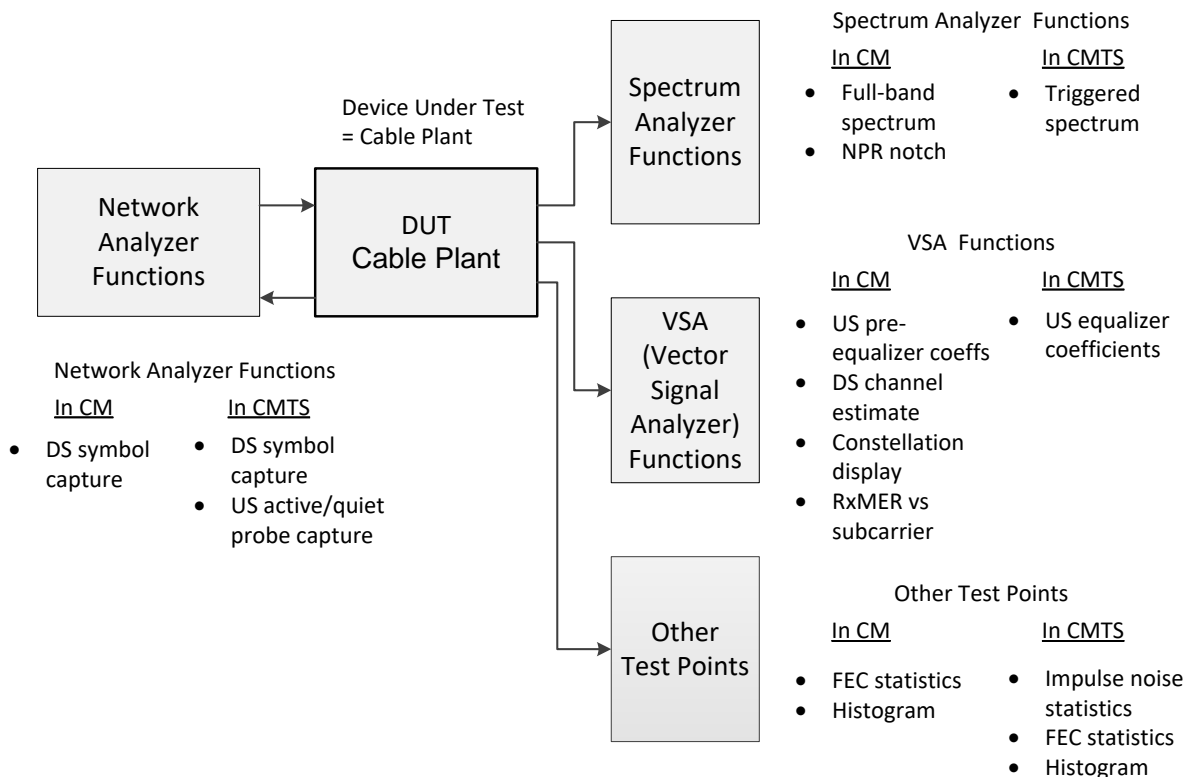 Spectrum Analyzer Functions
In CM
In CMTS
• Full-band
spectrum
• NPR notch
• Triggered
spectrum
Device Under Test
= Cable Plant
Spectrum
Analyzer
Functions
Network
Analyzer
Functions
DUT
Cable Plant
VSA Functions
In CM
In CMTS
• US pre-
equalizer coeffs
• DS channel
estimate
• Constellation
display
• RxMER vs
subcarrier
• US equalizer
coefficients
VSA
(Vector
Signal
Analyzer)
Functions
Network Analyzer Functions
In CM
In CMTS
• DS symbol
capture
• DS symbol
capture
• US active/quiet
probe capture
Other
Test Points
Other Test Points
In CM
In CMTS
• FEC statistics
• Histogram
• Impulse noise
statistics
• FEC statistics
• Histogram